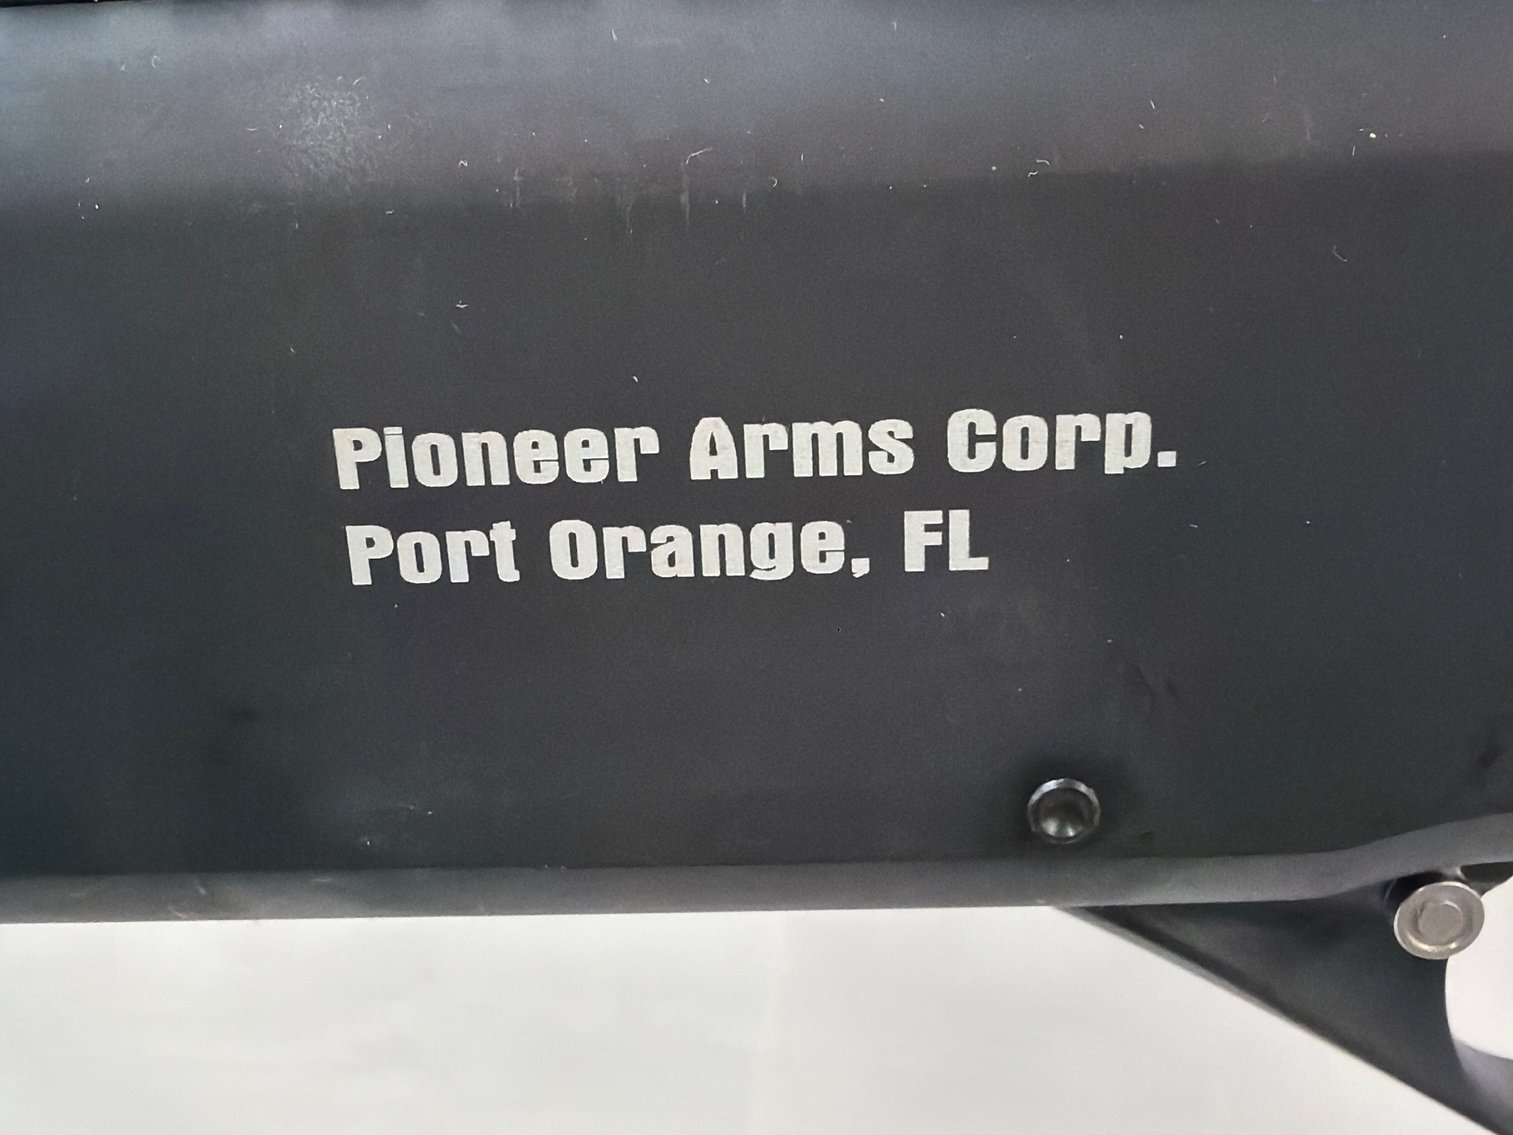 Pioneer Arms Corp.
Port Orange, FL